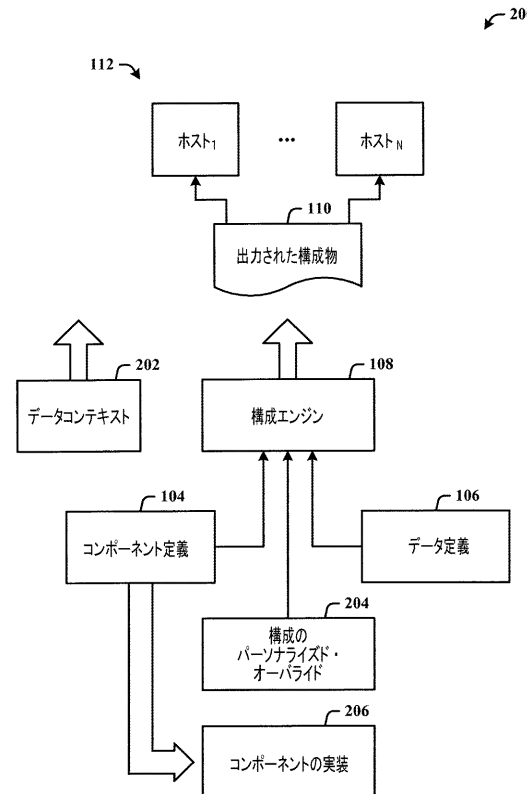 20
112
ホスト1
...
ホストN
110
出力された構成物
202
データコンテキスト
108
構成エンジン
104
コンポーネント定義
106
データ定義
204
構成の
パーソナライズド・
オーバライド
206
コンポーネントの実装